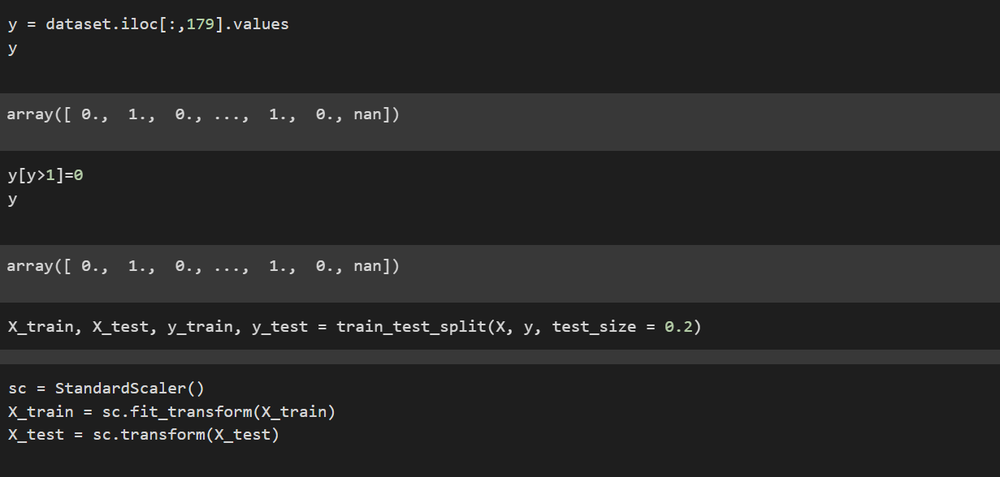 y = dataset.iloc[:,179].values
y
array([ 0.,  1.,  0., ...,  1.,  0., nan])
y[y>1]=0
y
array([ 0.,  1.,  0., ...,  1.,  0., nan])
X_train, X_test, y_train, y_test = train_test_split(X, y, test_size = 0.2)
sc = StandardScaler()
X_train = sc.fit_transform(X_train)
X_test = sc.transform(X_test)